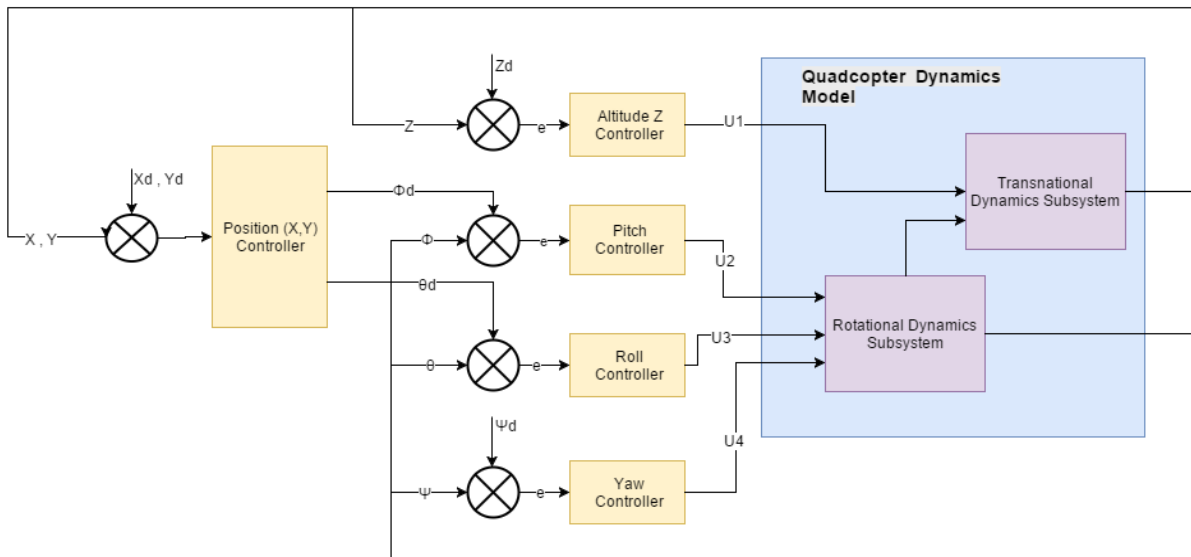 Zd
Quadcopter Dynamics
Model
Altitude Z
Controller
Z
e
U1
Xd , Yd
Transnational
Dynamics Subsystem
Φd
Position (X,Y)
Controller
X , Y
Φ
e
Pitch
Controller
U2
θd
Rotational Dynamics
Subsystem
U3
θ
e
Roll
Controller
Ψd
U4
Ψ
e
Yaw
Controller